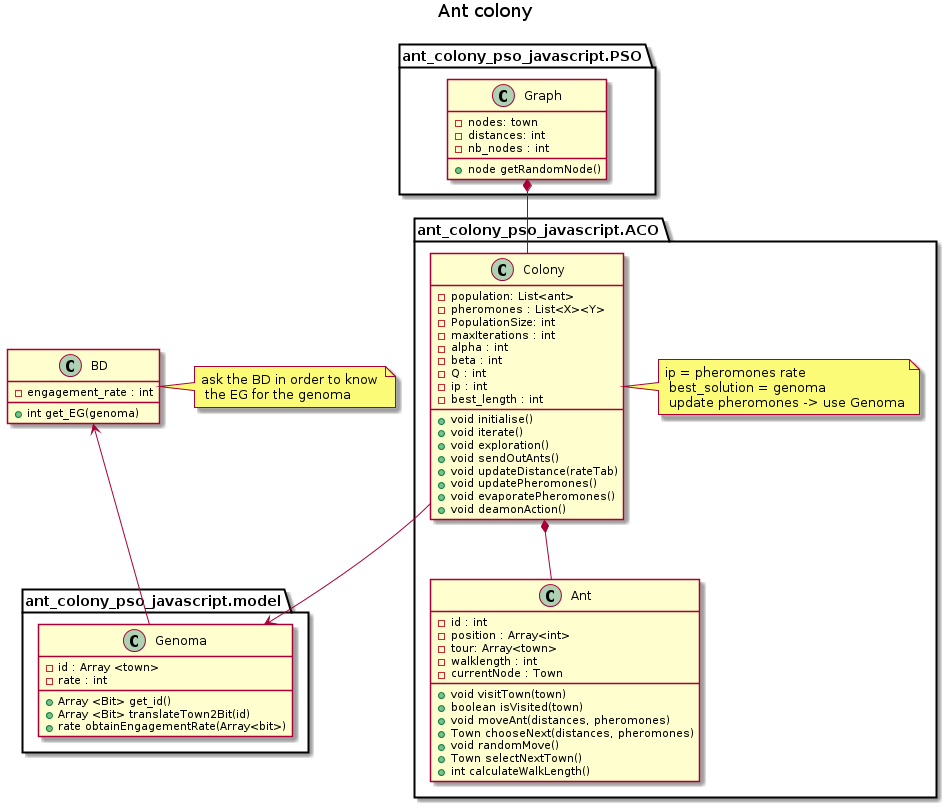 Ant colony
ant_colony_pso_javascript.PSO
C Graph
nodes: town
distances: int
nb_nodes : int
node getRandomNode()
ant_colony_pso_javascript.ACO
C Colony
population: List<ant>
pheromones : List<X><Y>
PopulationSize: int
maxIterations : int
alpha : int
beta : int
Q : int
ip : int
best_length : int
void initialise()
void iterate()
void exploration()
void sendOutAnts()
void updateDistance(rateTab)
void updatePheromones()
void evaporatePheromones()
void deamonAction()
ip = pheromones rate
best_solution = genoma
update pheromones -> use Genoma
C BD
engagement_rate : int
int get_EG(genoma)
ask the BD in order to know
the EG for the genoma
ant_colony_pso_javascript.model
C Genoma
id : Array <town>
rate : int
Array <Bit> get_id()
Array <Bit> translateTown2Bit(id)
rate obtainEngagementRate(Array<bit>)
C Ant
id : int
position : Array<int>
tour: Array<town>
walklength : int
currentNode : Town
void visitTown(town)
boolean isVisited(town)
void moveAnt(distances, pheromones)
Town chooseNext(distances, pheromones)
void randomMove()
Town selectNextTown()
int calculateWalkLength()